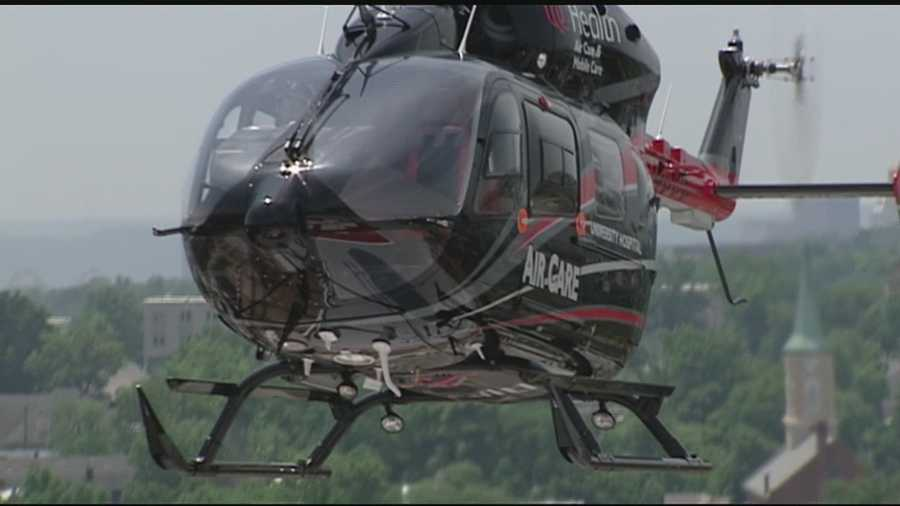 Health
Air Care &
Mobile Care
UNIVERSITY HOSPITAL
AIR CARE